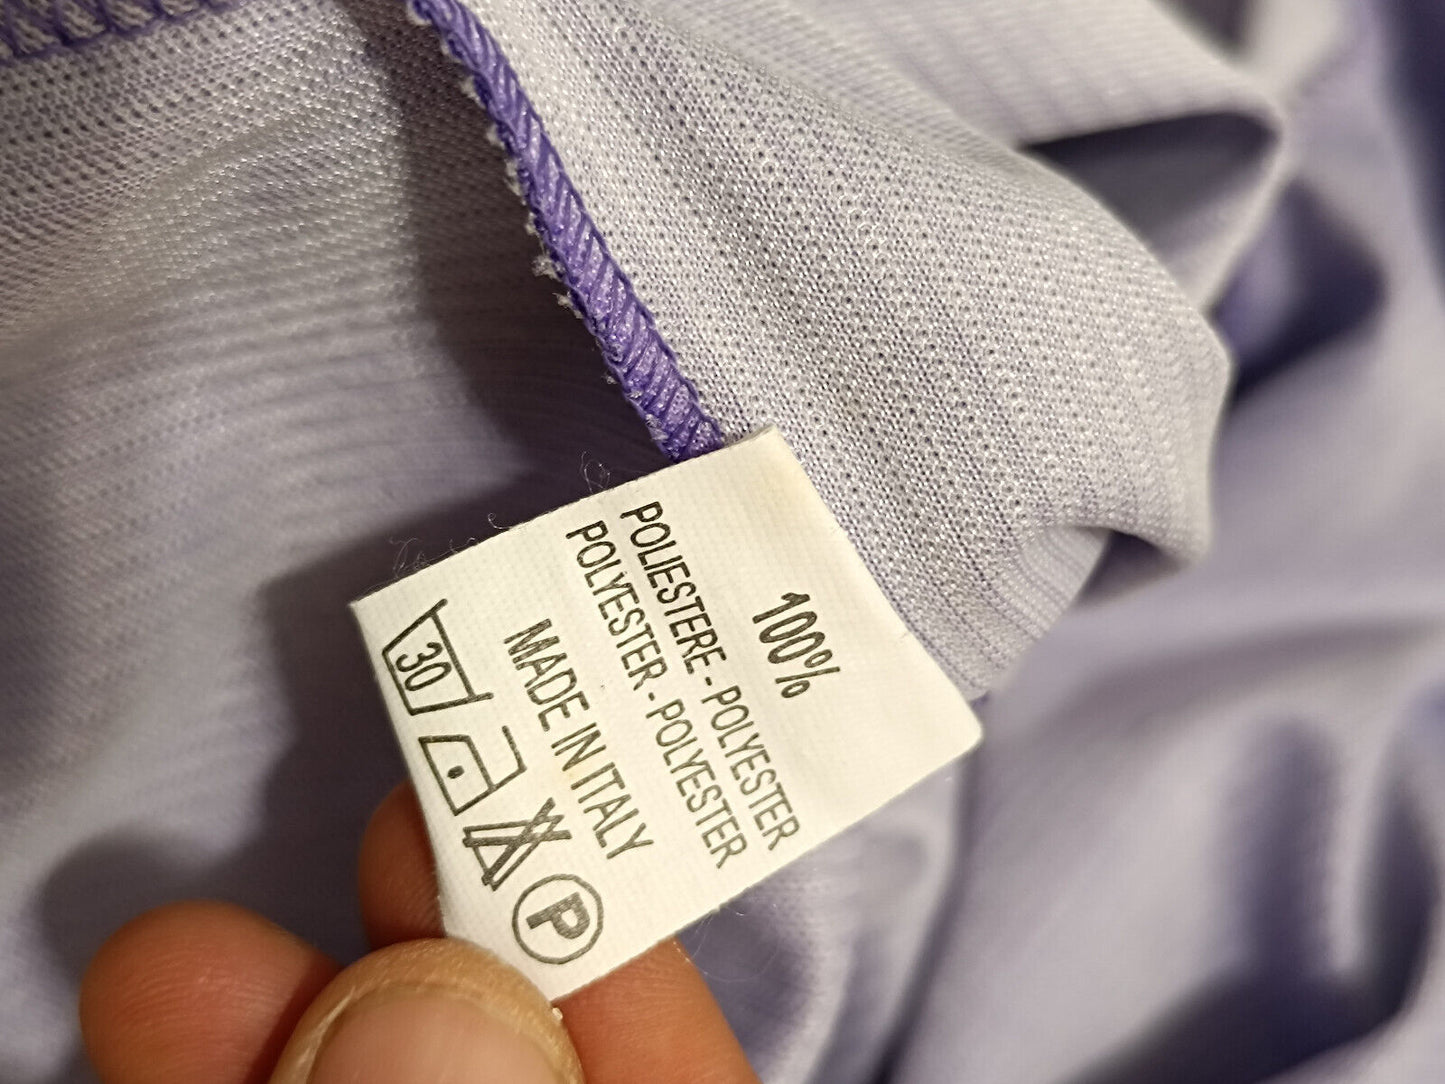 100%
POLIESTERE - POLYESTER
POLYESTER - POLYESTER
MADE IN ITALY
30
P